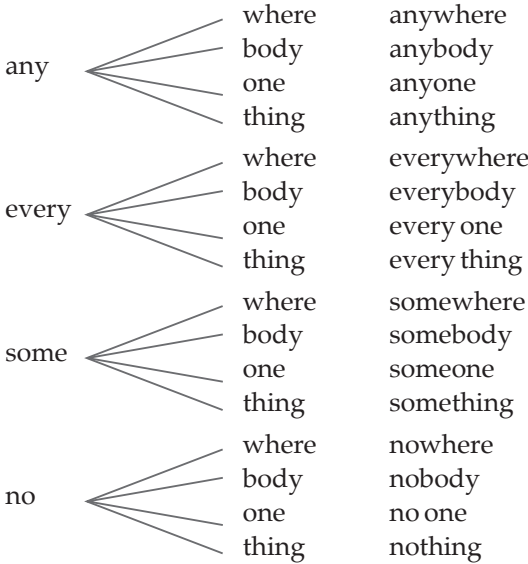 where anywhere
body anybody
any
one anyone
thing anything
where everywhere
body everybody
every
one every one
thing every thing
where somewhere
body somebody
some
one someone
thing something
where nowhere
body nobody
no
one no one
thing nothing